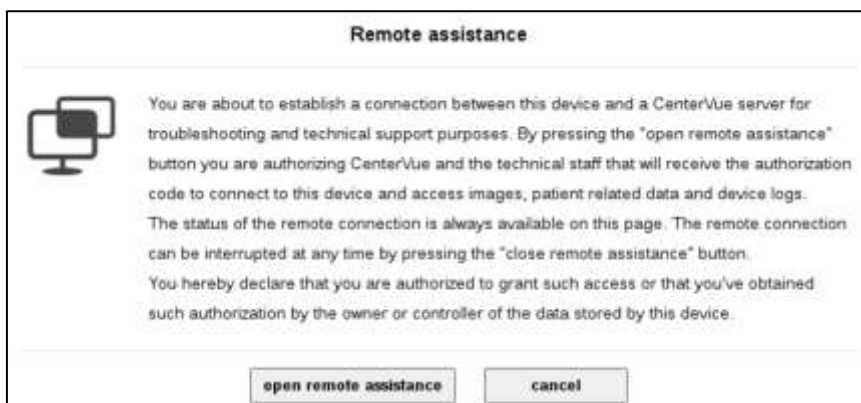 Remote assistance
You are about to establish a connection between this device and a CenterVue server for
troubleshooting and technical support purposes. By pressing the "open remote assistance"
button you are authorizing CenterVue and the technical staff that will receive the authorization
code to connect to this device and access images, patient related data and device logs.
The status of the remote connection is always available on this page. The remote connection
can be interrupted at any time by pressing the "close remote assistance" button.
You hereby declare that you are authorized to grant such access or that you've obtained
such authorization by the owner or controller of the data stored by this device.
open remote assistance
cancel